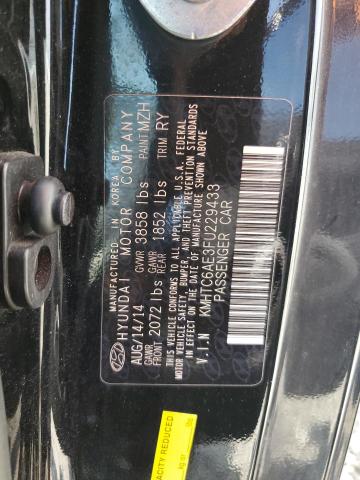 MANUFACTURED IN KOREA BY
HYUNDAI MOTOR COMPANY
AUG/14/14 GVWR 3858 lbs PAINT MZH
GAWR FRONT 2072 lbs GAWR REAR 1852 lbs TRIM RY
THIS VEHICLE CONFORMS TO ALL APPLICABLE U.S.A. FEDERAL
MOTOR VEHICLE SAFETY, BUMPER, AND THEFT PREVENTION STANDARDS
IN EFFECT ON THE DATE OF MANUFACTURE SHOWN ABOVE
V.I.N KMHTC6AE3FU229433
PASSENGER CAR
ACITY REDUCED